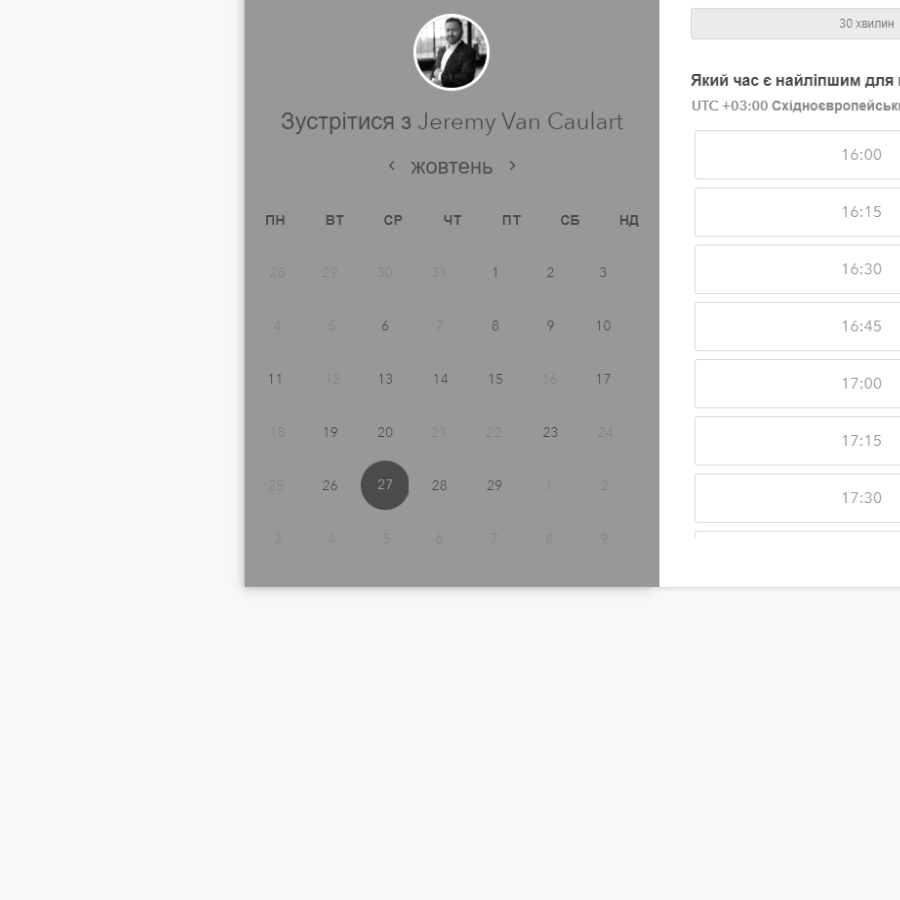 Зустрітися з Jeremy Van Caulart
жовтень
ПН ВТ СР ЧТ ПТ СБ НД
28 29 30 31 1 2 3
4 5 6 7 8 9 10
11 12 13 14 15 16 17
18 19 20 21 22 23 24
25 26 27 28 29 1 2
3 4 5 6 7 8 9
30 хвилин
Який час є найліпшим для
UTC +03:00
16:00
16:15
16:30
16:45
17:00
17:15
17:30